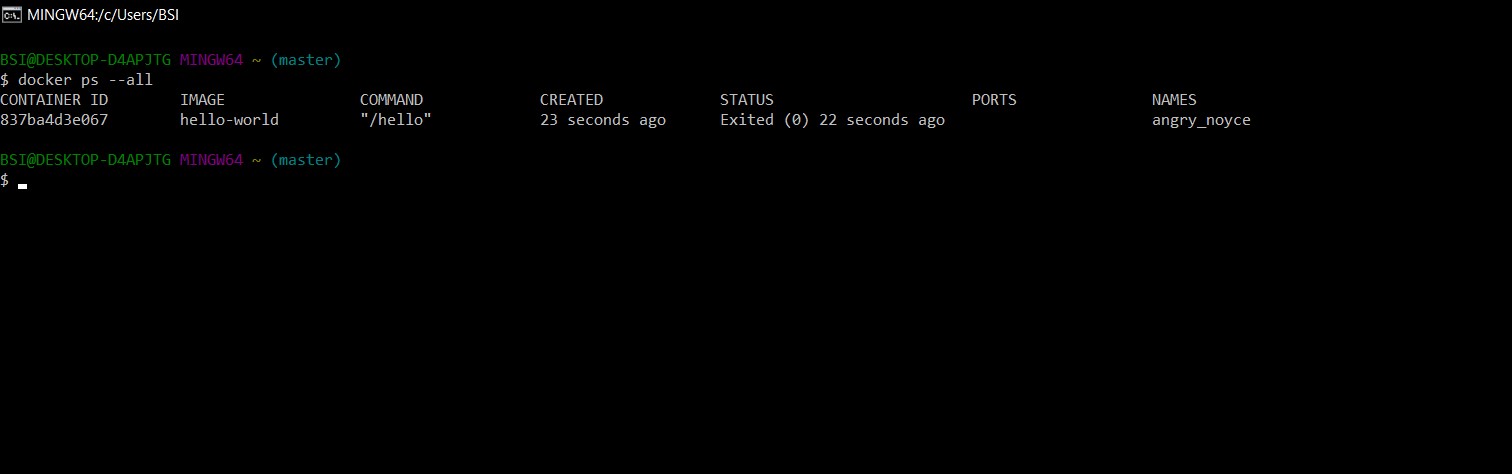 MINGW64:/c/Users/BSI
BSI@DESKTOP-D4APJTG MINGW64 ~ (master)
$ docker ps --all
CONTAINER ID IMAGE COMMAND CREATED STATUS PORTS NAMES
837ba4d3e067 hello-world "/hello" 23 seconds ago Exited (0) 22 seconds ago angry_noyce
BSI@DESKTOP-D4APJTG MINGW64 ~ (master)
$